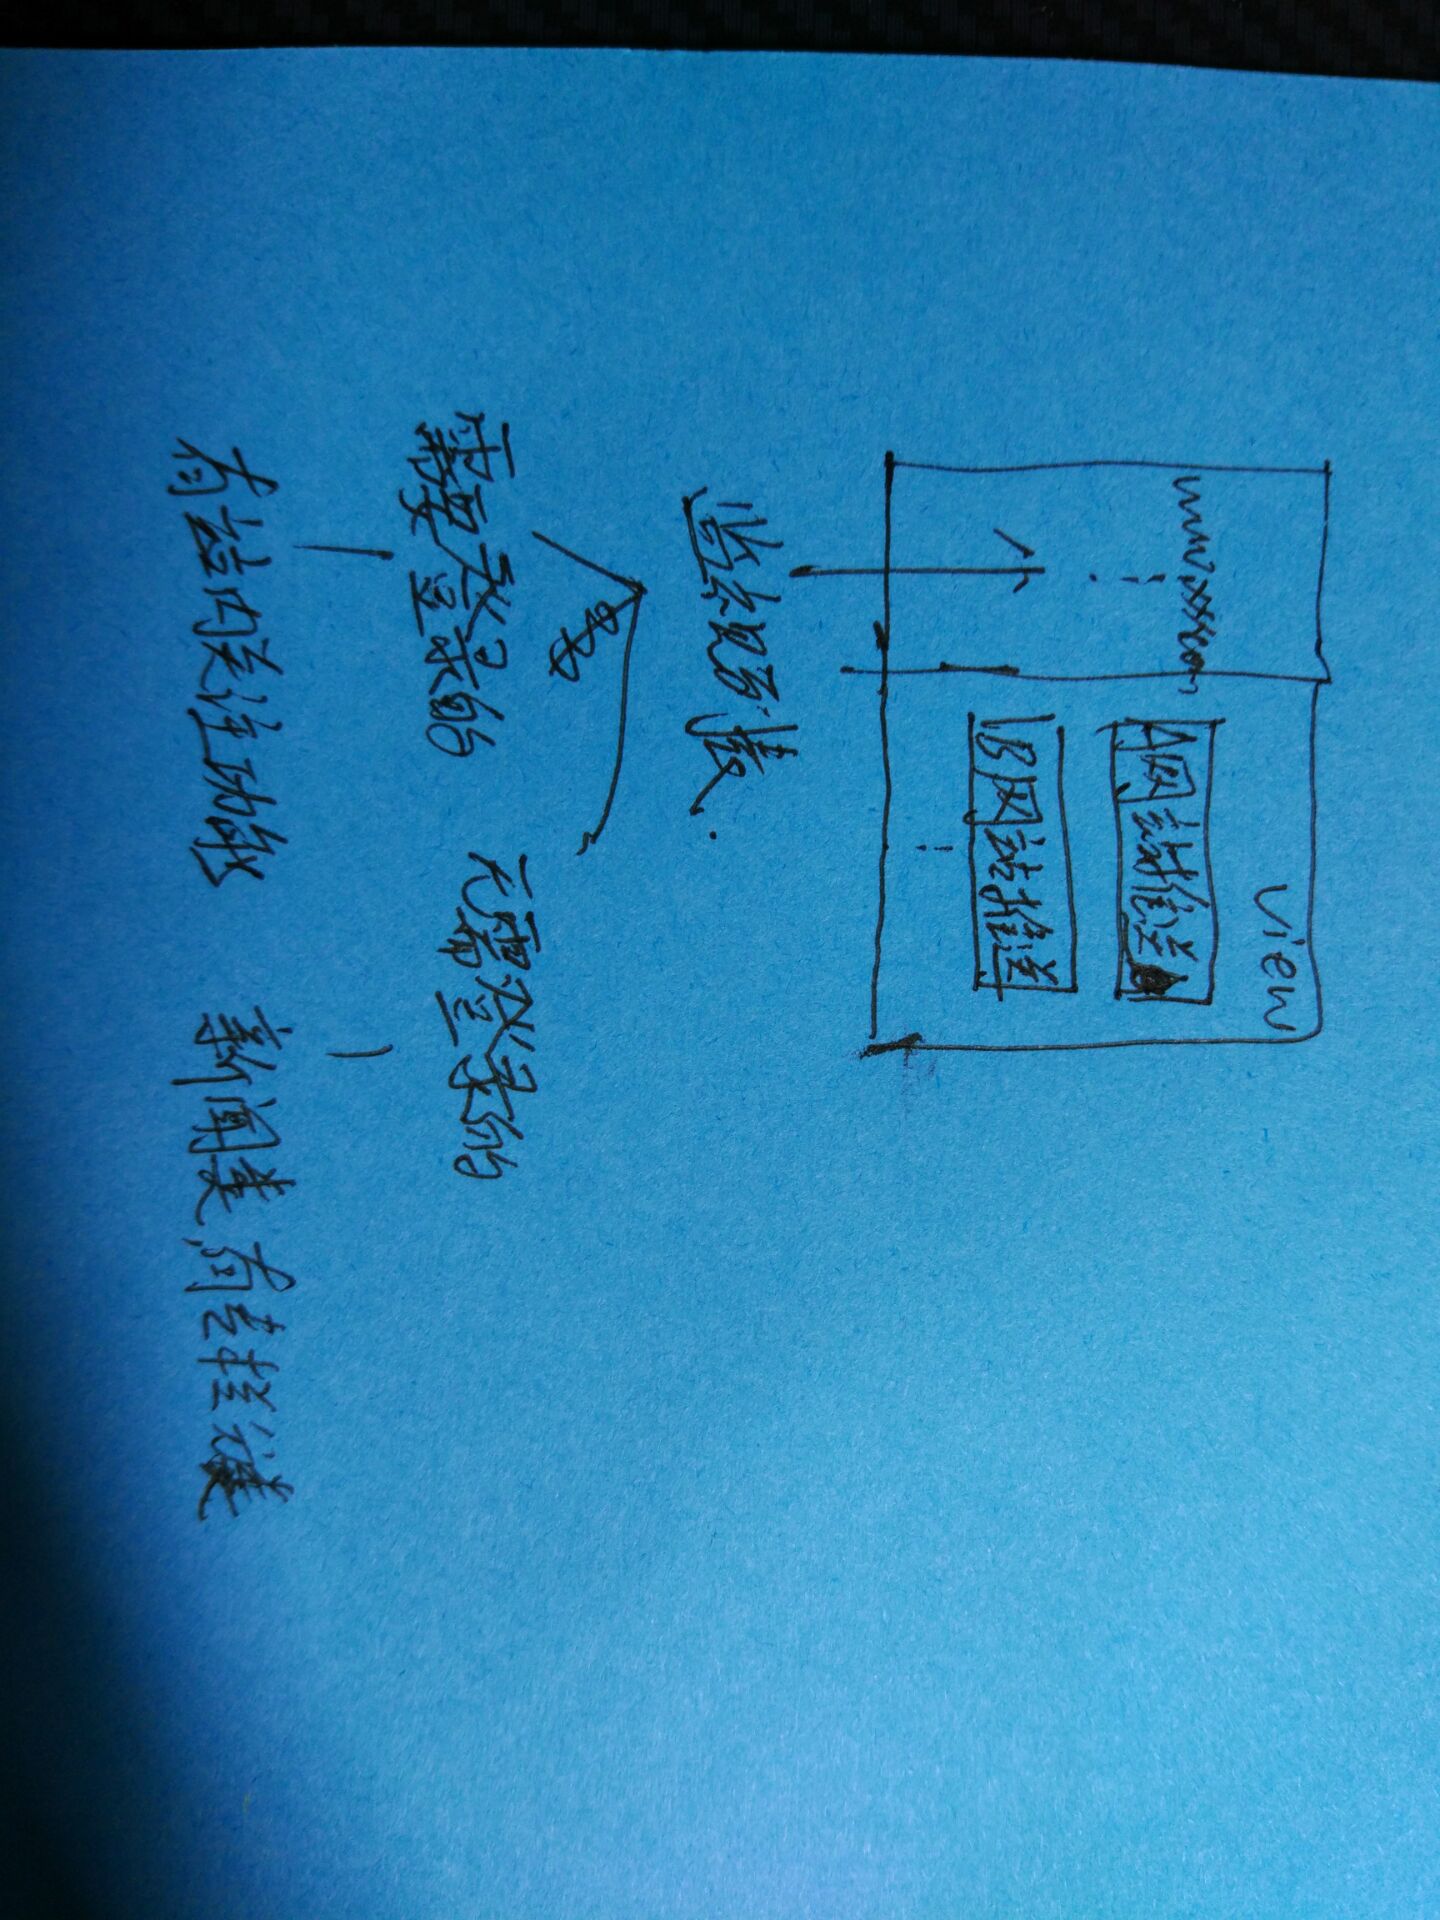 view
www.xxx.com
A网站推送
B网站推送
监视列表.
需要登录的
无需登录的
有站内关注功能
新闻类,有专栏分类